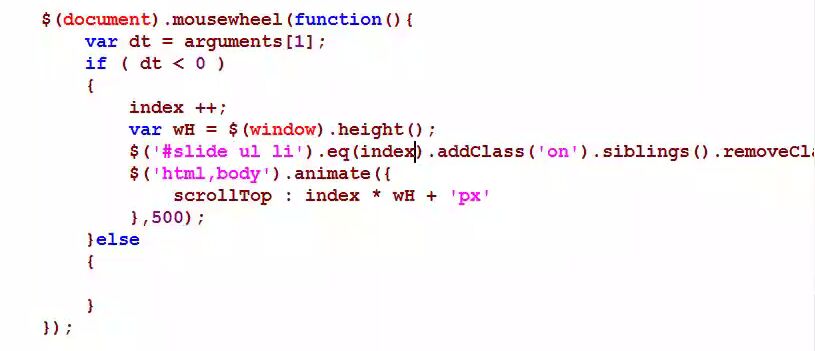 $(document).mousewheel(function(){
var dt = arguments[1];
if ( dt < 0 )
{
index ++;
var wH = $(window).height();
$('#slide ul li').eq(index).addClass('on').siblings().removeCla
$('html,body').animate({
scrollTop : index * wH + 'px'
},500);
}else
{
}
});